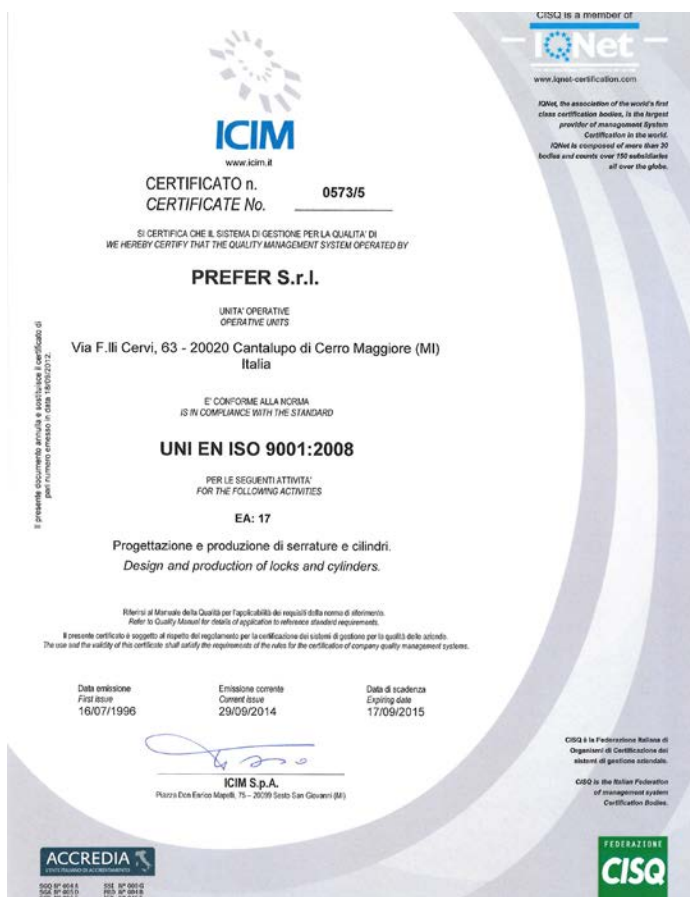 CISQ is a member of
IQNet
www.iqnet-certification.com
IQNet, the association of the world's first
class certification bodies, is the largest
provider of management System
Certification in the world.
IQNet is composed of more than 30
bodies and counts over 150 subsidiaries
all over the globe.
ICIM
www.icim.it
CERTIFICATO n.
CERTIFICATE No.
0573/5
SI CERTIFICA CHE IL SISTEMA DI GESTIONE PER LA QUALITA' DI
WE HEREBY CERTIFY THAT THE QUALITY MANAGEMENT SYSTEM OPERATED BY
PREFER S.r.l.
UNITA' OPERATIVE
OPERATIVE UNITS
Via F.lli Cervi, 63 - 20020 Cantalupo di Cerro Maggiore (MI)
Italia
E' CONFORME ALLA NORMA
IS IN COMPLIANCE WITH THE STANDARD
UNI EN ISO 9001:2008
PER LE SEGUENTI ATTIVITA'
FOR THE FOLLOWING ACTIVITIES
EA: 17
Progettazione e produzione di serrature e cilindri.
Design and production of locks and cylinders.
Il presente documento annulla e sostituisce il certificato di
pari numero emesso in data 18/09/2012.
Riferirsi al Manuale della Qualità per l'applicabilità dei requisiti della norma di riferimento.
Refer to Quality Manual for details of application to reference standard requirements.
Il presente certificato è soggetto al rispetto del regolamento per la certificazione dei sistemi di gestione per la qualità delle aziende.
The use and the validity of this certificate shall satisfy the requirements of the rules for the certification of company quality management systems.
Data emissione
First issue
16/07/1996
Emissione corrente
Current issue
29/09/2014
Data di scadenza
Expiring date
17/09/2015
ICIM S.p.A.
Piazza Don Enrico Mapelli, 75 – 20099 Sesto San Giovanni (MI)
CISQ è la Federazione Italiana di
Organismi di Certificazione dei
sistemi di gestione aziendale.
CISQ is the Italian Federation
of management system
Certification Bodies.
ACCREDIA
L'ENTE ITALIANO DI ACCREDITAMENTO
FEDERAZIONE
CISQ